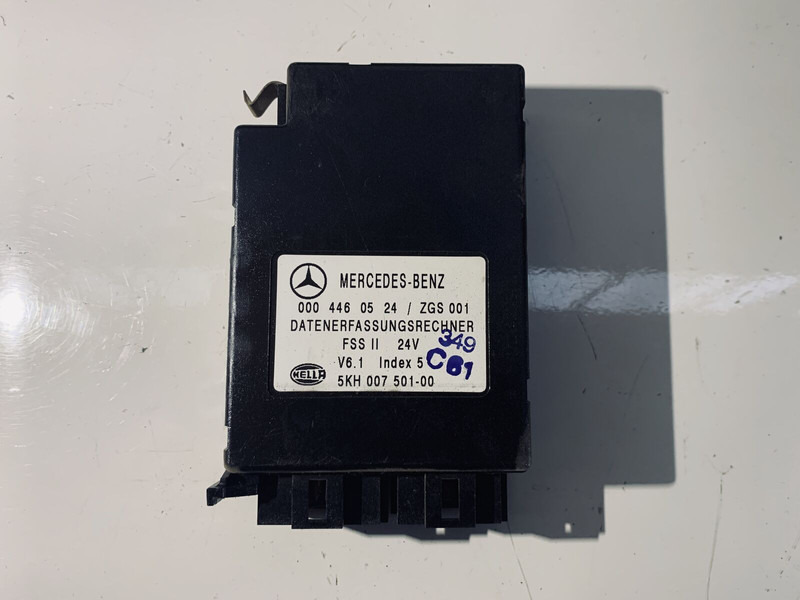 MERCEDES-BENZ
000 446 05 24 / ZGS 001
DATENERFASSUNGSRECHNER
FSS II 24V
349
V6.1 Index 5
C61
HELLA
5KH 007 501-00